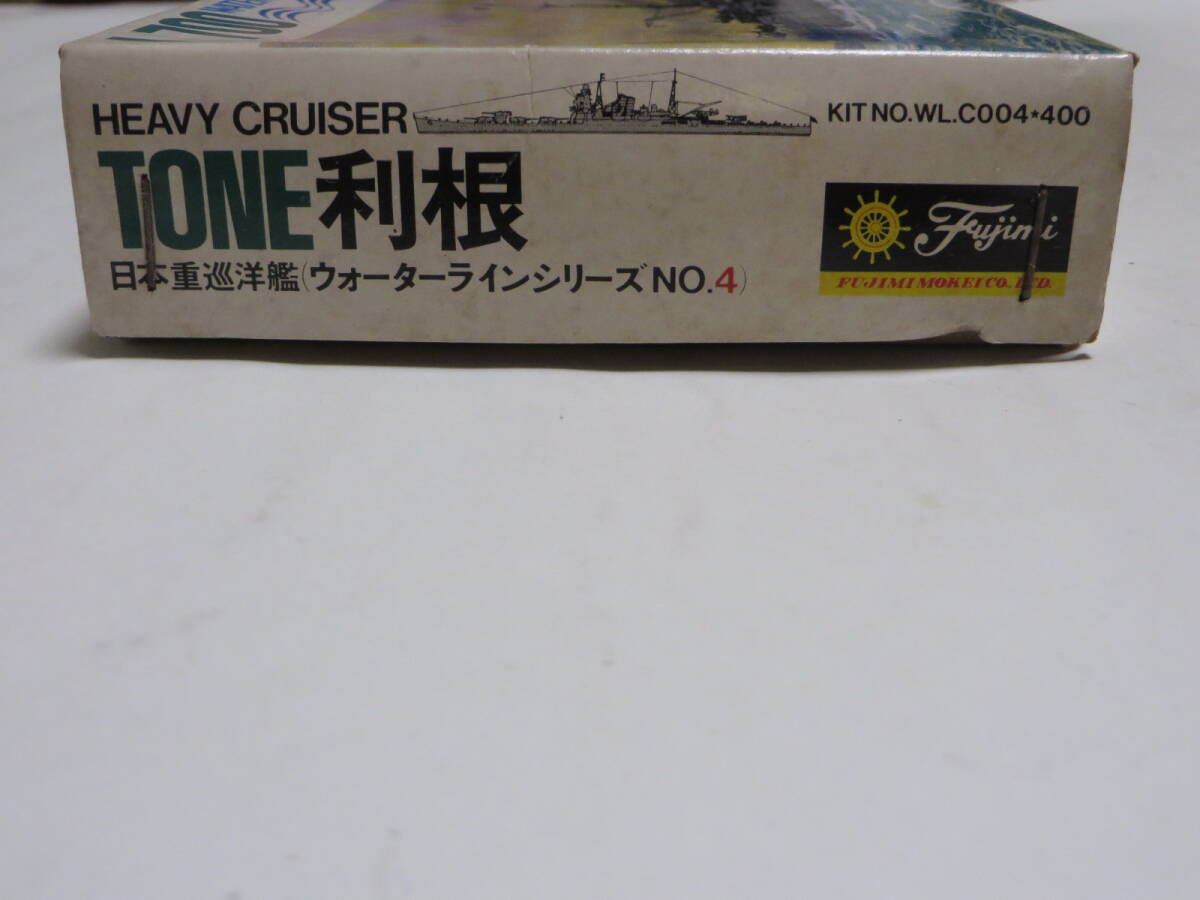 700
HEAVY CRUISER
KIT NO.WL.C004★400
TONE利根
日本重巡洋艦(ウォーターラインシリーズNO.4)
Fujimi
FUJIMI MOKEI CO. LTD.